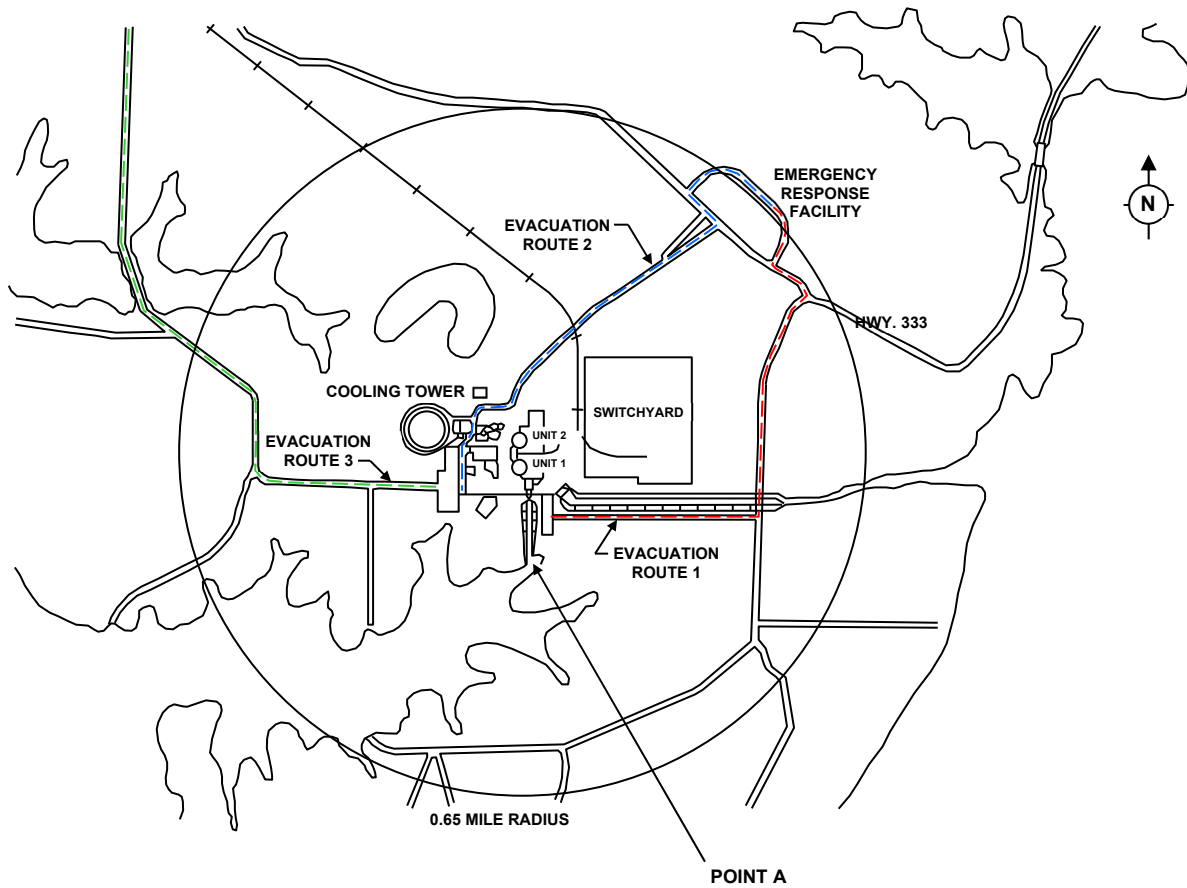 EMERGENCY
RESPONSE
FACILITY
N
EVACUATION
ROUTE 2
HWY. 333
COOLING TOWER
SWITCHYARD
UNIT 2
EVACUATION
ROUTE 3
UNIT 1
EVACUATION
ROUTE 1
0.65 MILE RADIUS
POINT A